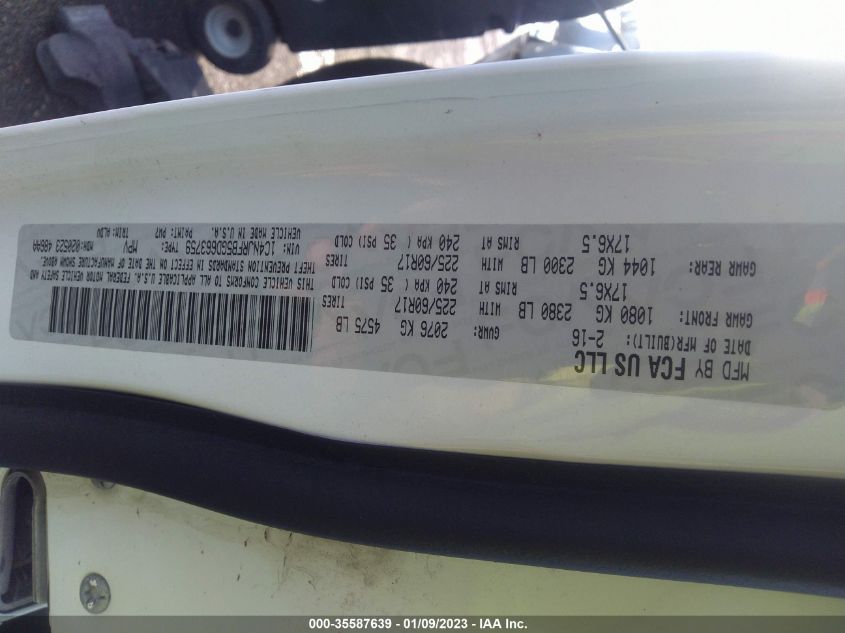 MFD BY FCA US LLC
DATE OF MFR(BUILT): 2-16
GVWR: 2076 KG 4575 LB
GAWR FRONT: 1080 KG 2380 LB WITH 225/60R17 TIRES
17X6.5 RIMS AT 240 KPA ( 35 PSI) COLD
GAWR REAR: 1044 KG 2300 LB WITH 225/60R17 TIRES
17X6.5 RIMS AT 240 KPA ( 35 PSI) COLD
THIS VEHICLE CONFORMS TO ALL APPLICABLE U.S.A. FEDERAL MOTOR VEHICLE SAFETY AND
THEFT PREVENTION STANDARDS IN EFFECT ON THE DATE OF MANUFACTURE SHOWN ABOVE.
VIN: 1C4NJRFB5GD663759 TYPE: MPV MDH:020523 488AA
VEHICLE MADE IN U.S.A. PAINT: PW7 TRIM:
000-35587639 - 01/09/2023 - IAA Inc.